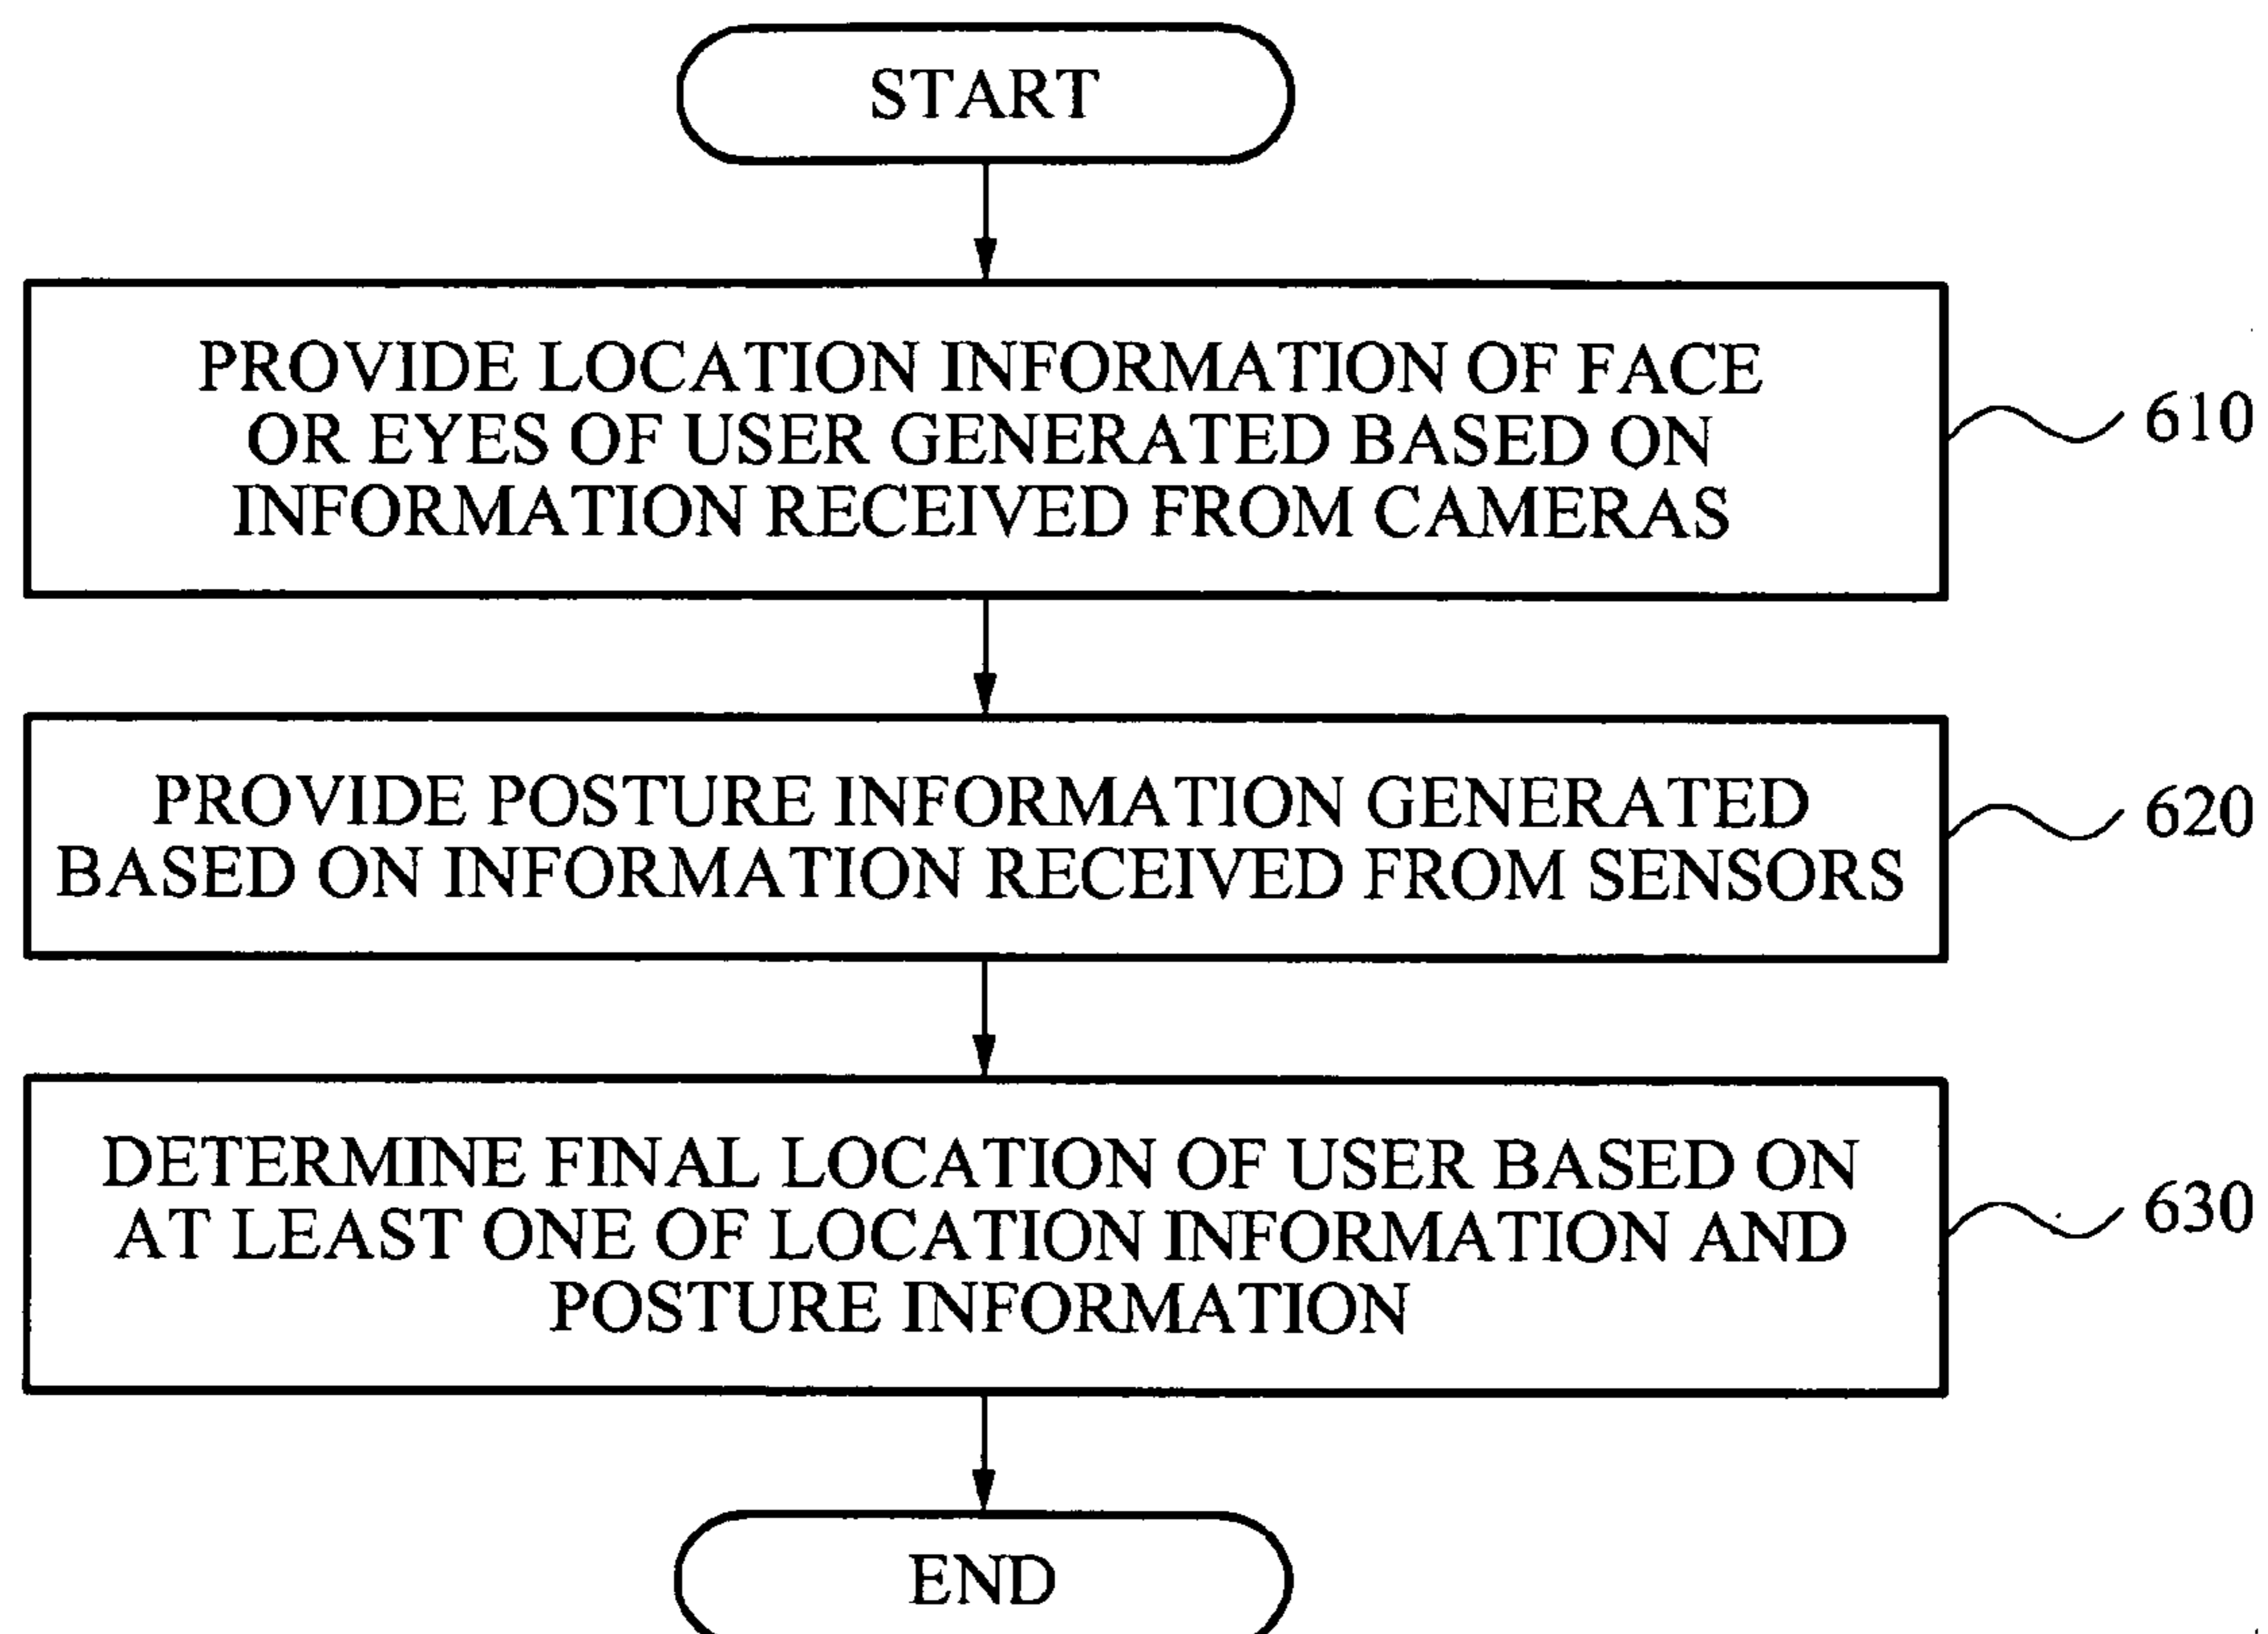 START
PROVIDE LOCATION INFORMATION OF FACE
OR EYES OF USER GENERATED BASED ON
INFORMATION RECEIVED FROM CAMERAS
610
PROVIDE POSTURE INFORMATION GENERATED
BASED ON INFORMATION RECEIVED FROM SENSORS
620
DETERMINE FINAL LOCATION OF USER BASED ON
AT LEAST ONE OF LOCATION INFORMATION AND
POSTURE INFORMATION
630
END